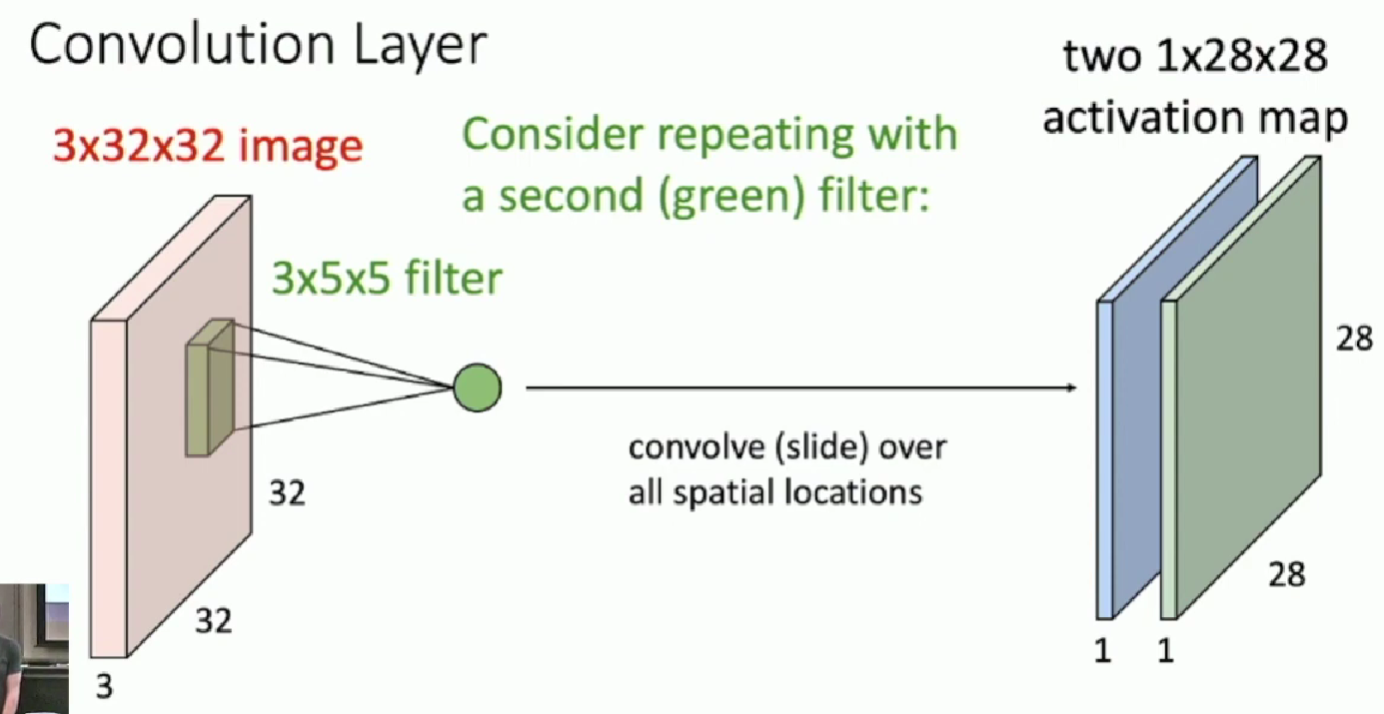 Convolution Layer
two 1x28x28
activation map
3x32x32 image
Consider repeating with
a second (green) filter:
3x5x5 filter
28
convolve (slide) over
all spatial locations
32
28
32
1 1
3